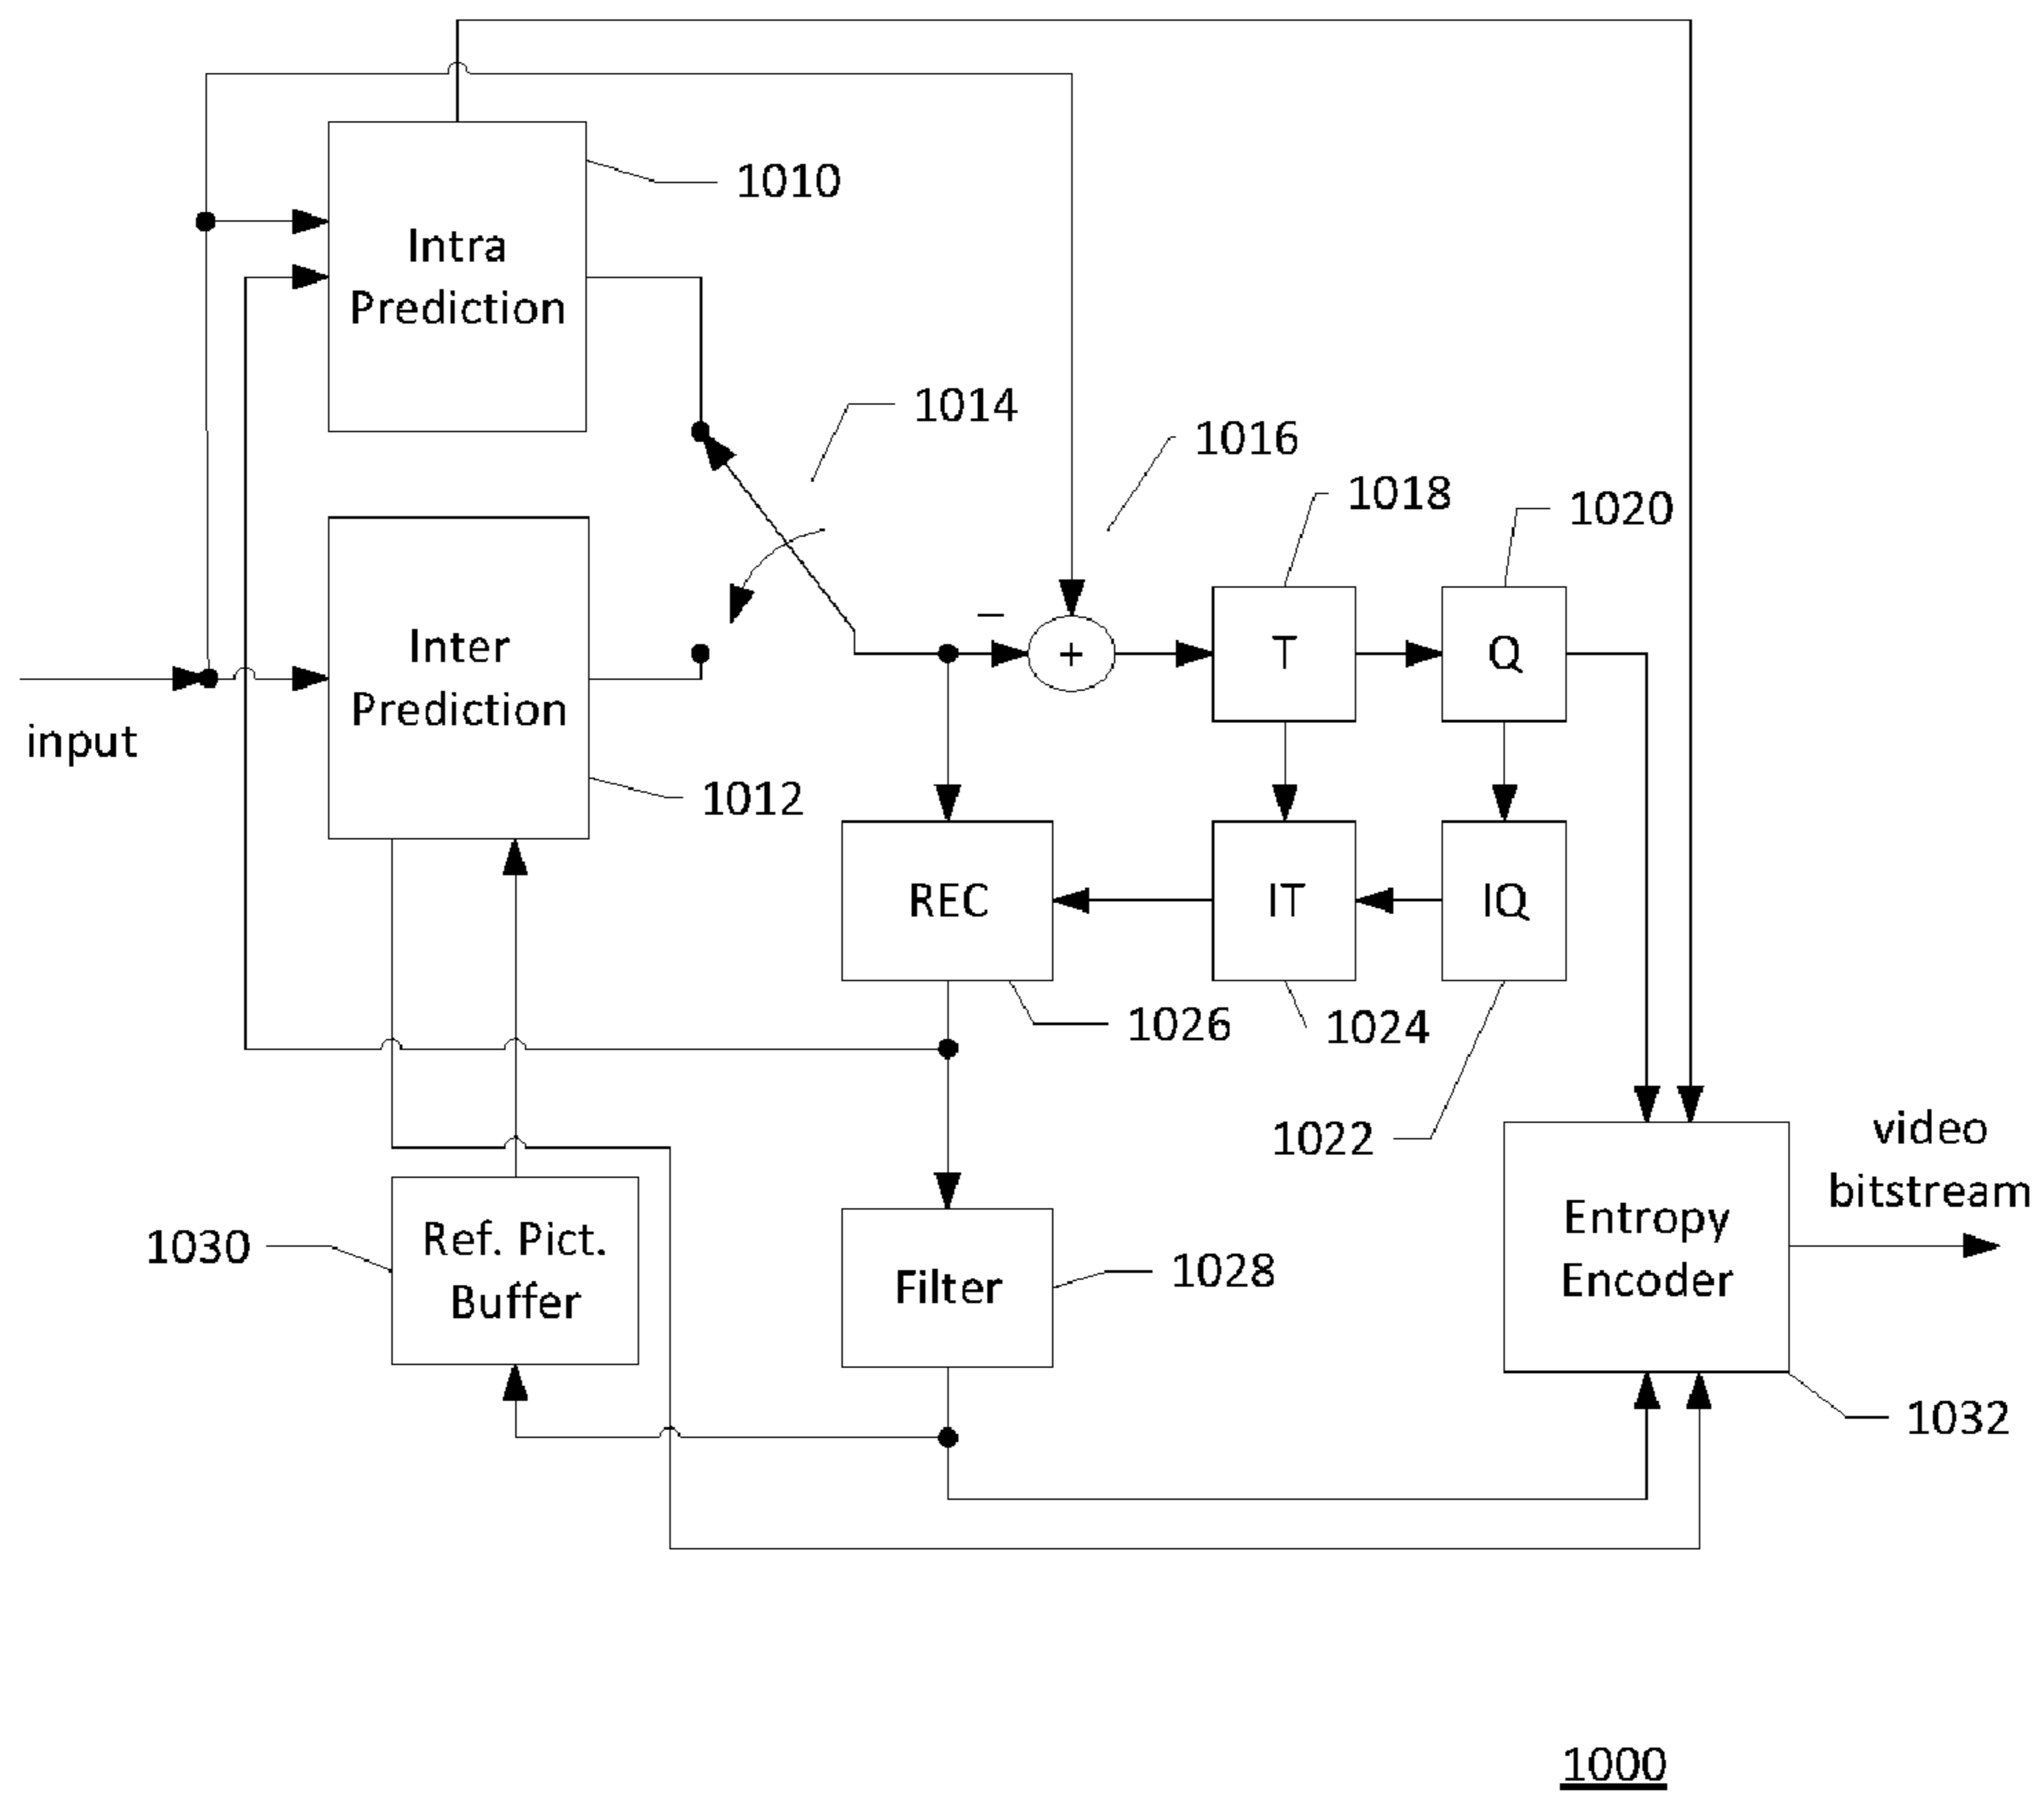 1010
Intra
Prediction
1014
1016
1018
1020
Inter
Prediction
−
+
T
Q
input
1012
REC
IT
IQ
1026
1024
1022
video
bitstream
1030
Ref. Pict.
Buffer
Filter
1028
Entropy
Encoder
1032
1000